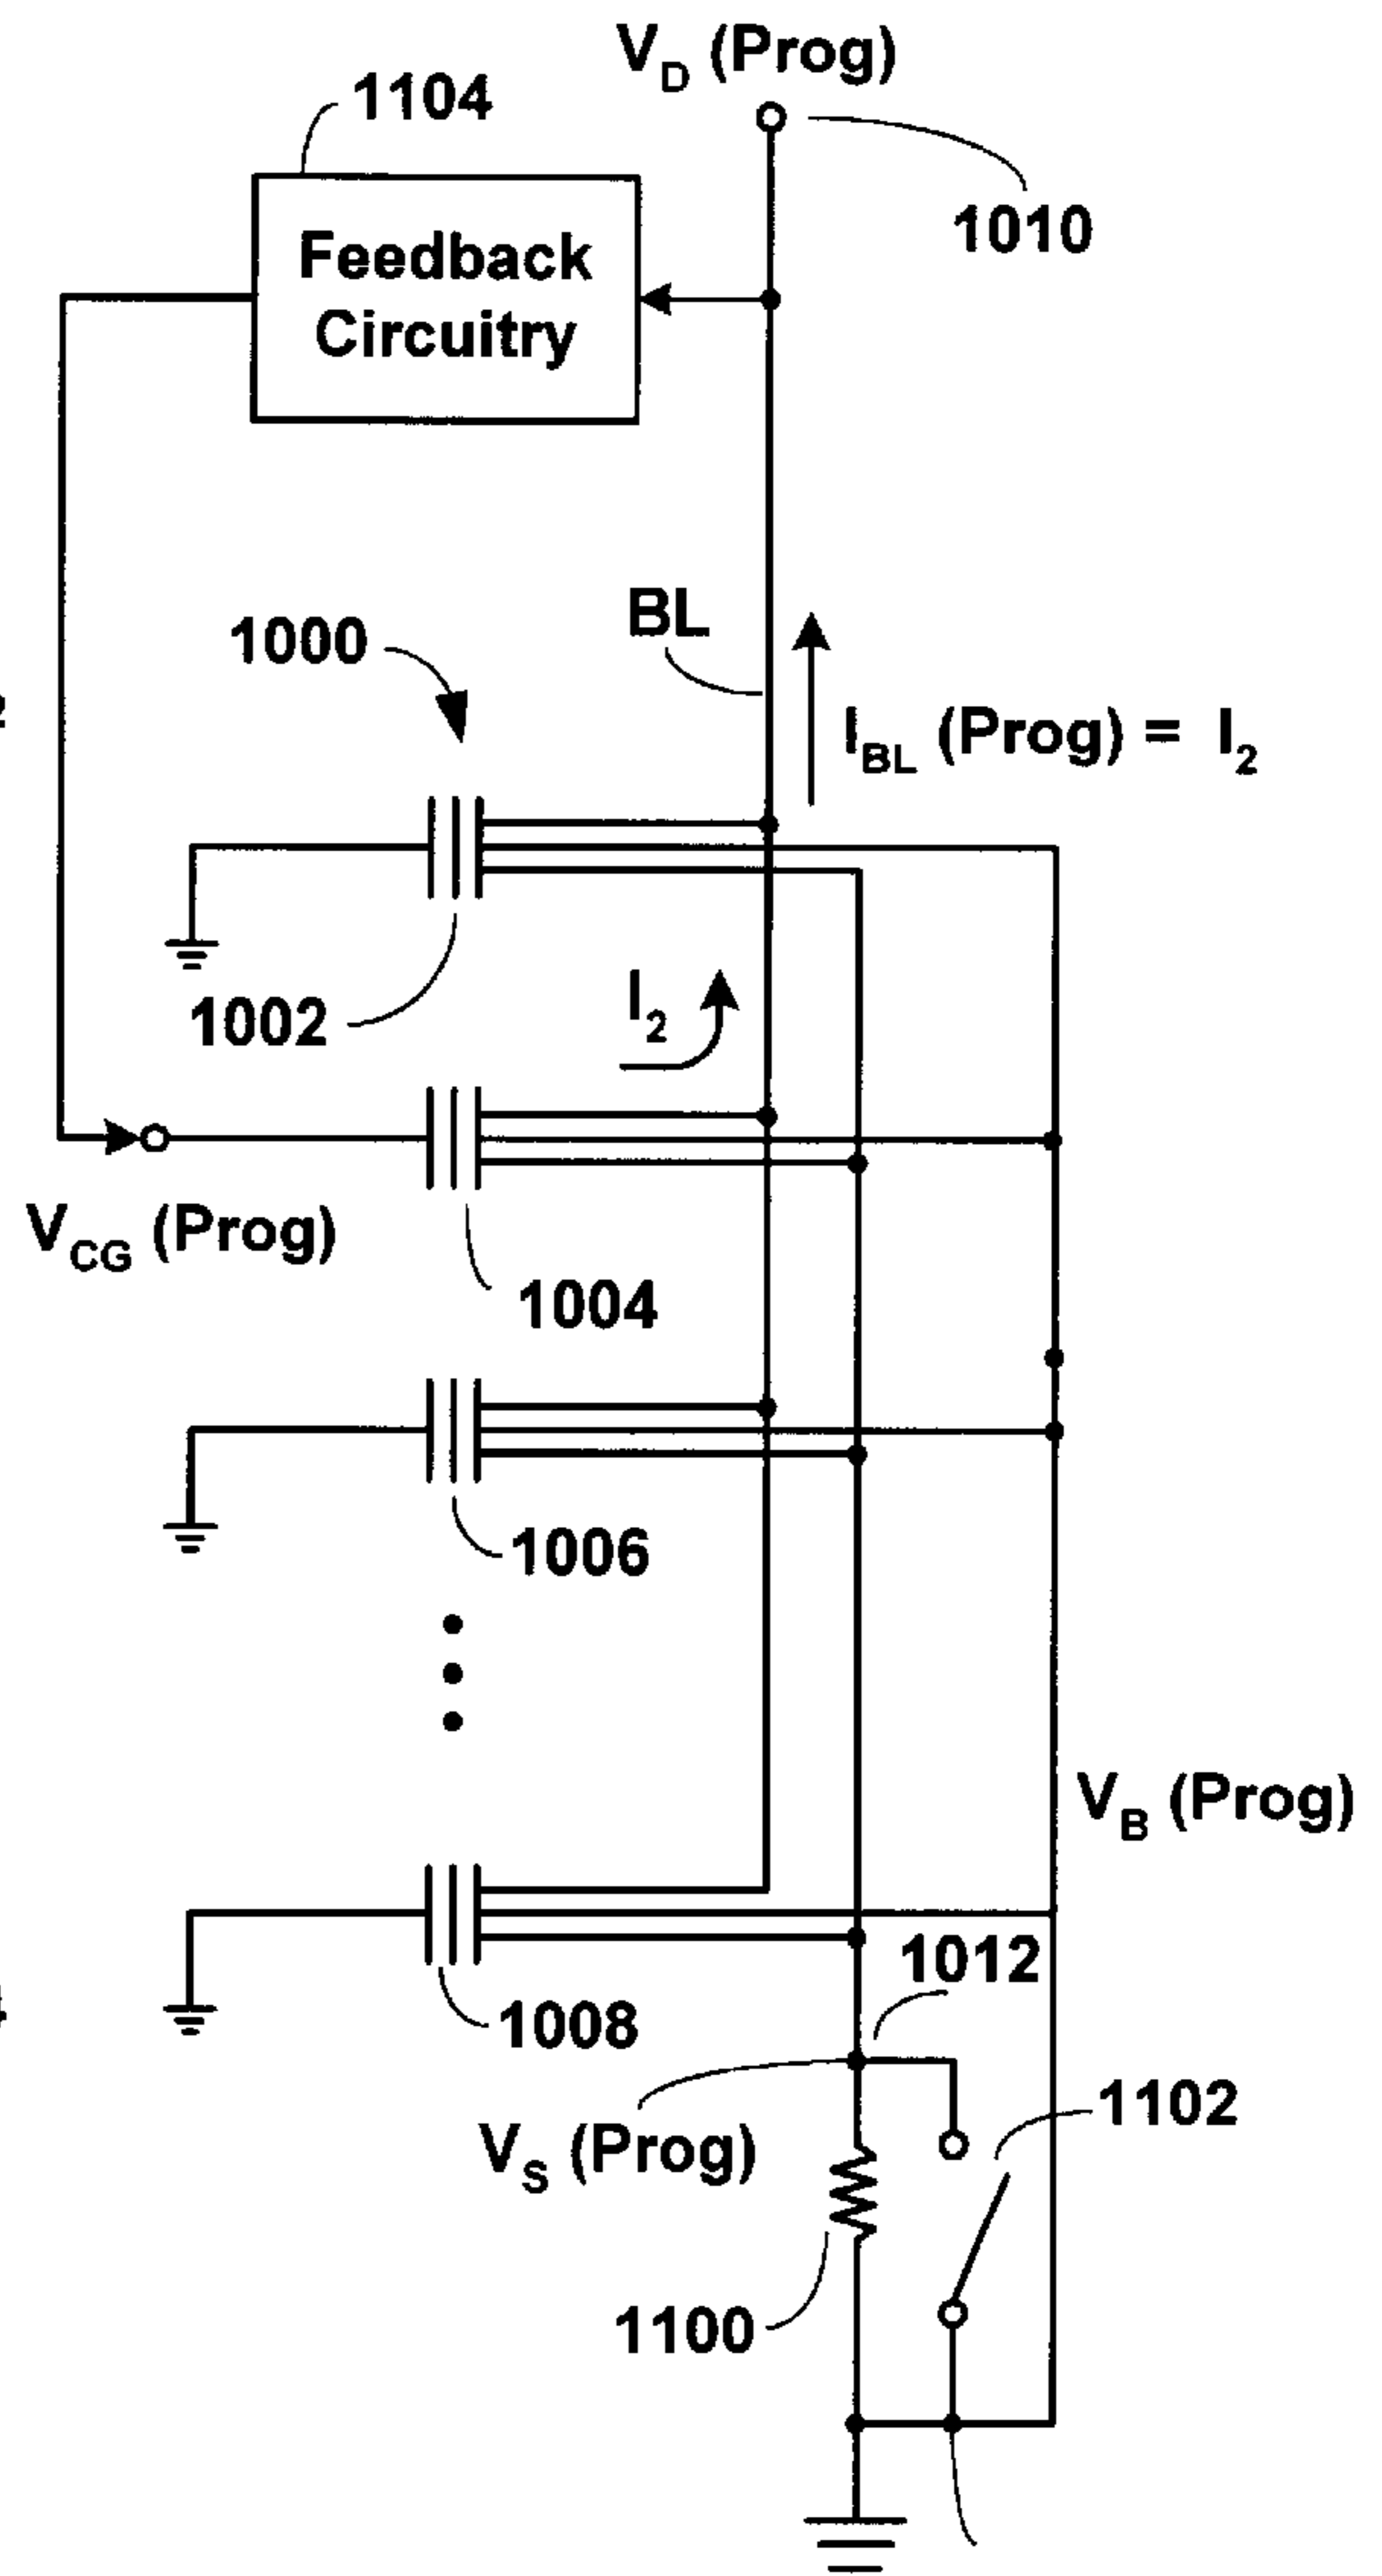 V_D (Prog)
1104
1010
Feedback
Circuitry
BL
1000
I_BL (Prog) = I_2
1002
I_2
V_CG (Prog)
1004
1006
V_B (Prog)
1012
1008
1102
V_S (Prog)
1100